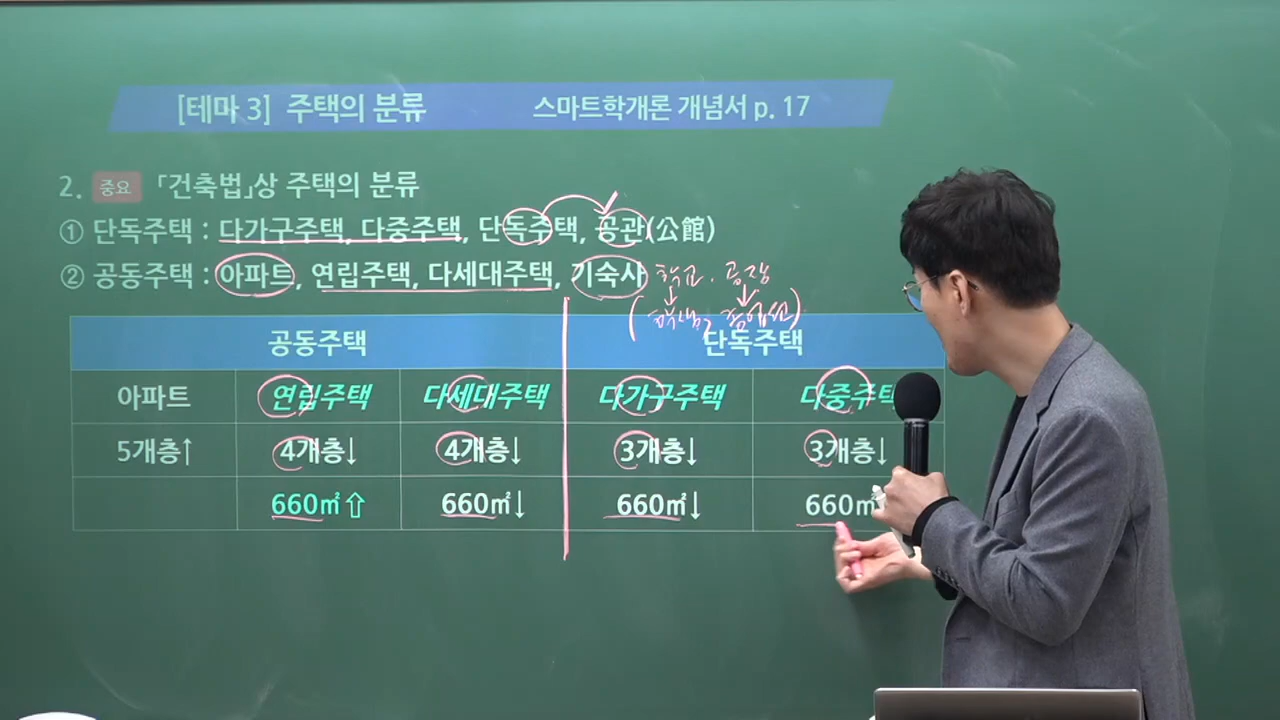 [테마 3] 주택의 분류 스마트학개론 개념서 p. 17
2. 중요 「건축법」상 주택의 분류
① 단독주택 : 다가구주택, 다중주택, 단독주택, 공관(公館)
② 공동주택 : 아파트, 연립주택, 다세대주택, 기숙사 학교, 공장
공동주택 단독주택
아파트 연립주택 다세대주택 다가구주택 다중주택
5개층↑ 4개층↓ 4개층↓ 3개층↓ 3개층↓
660㎡⇧ 660㎡↓ 660㎡↓ 660㎡